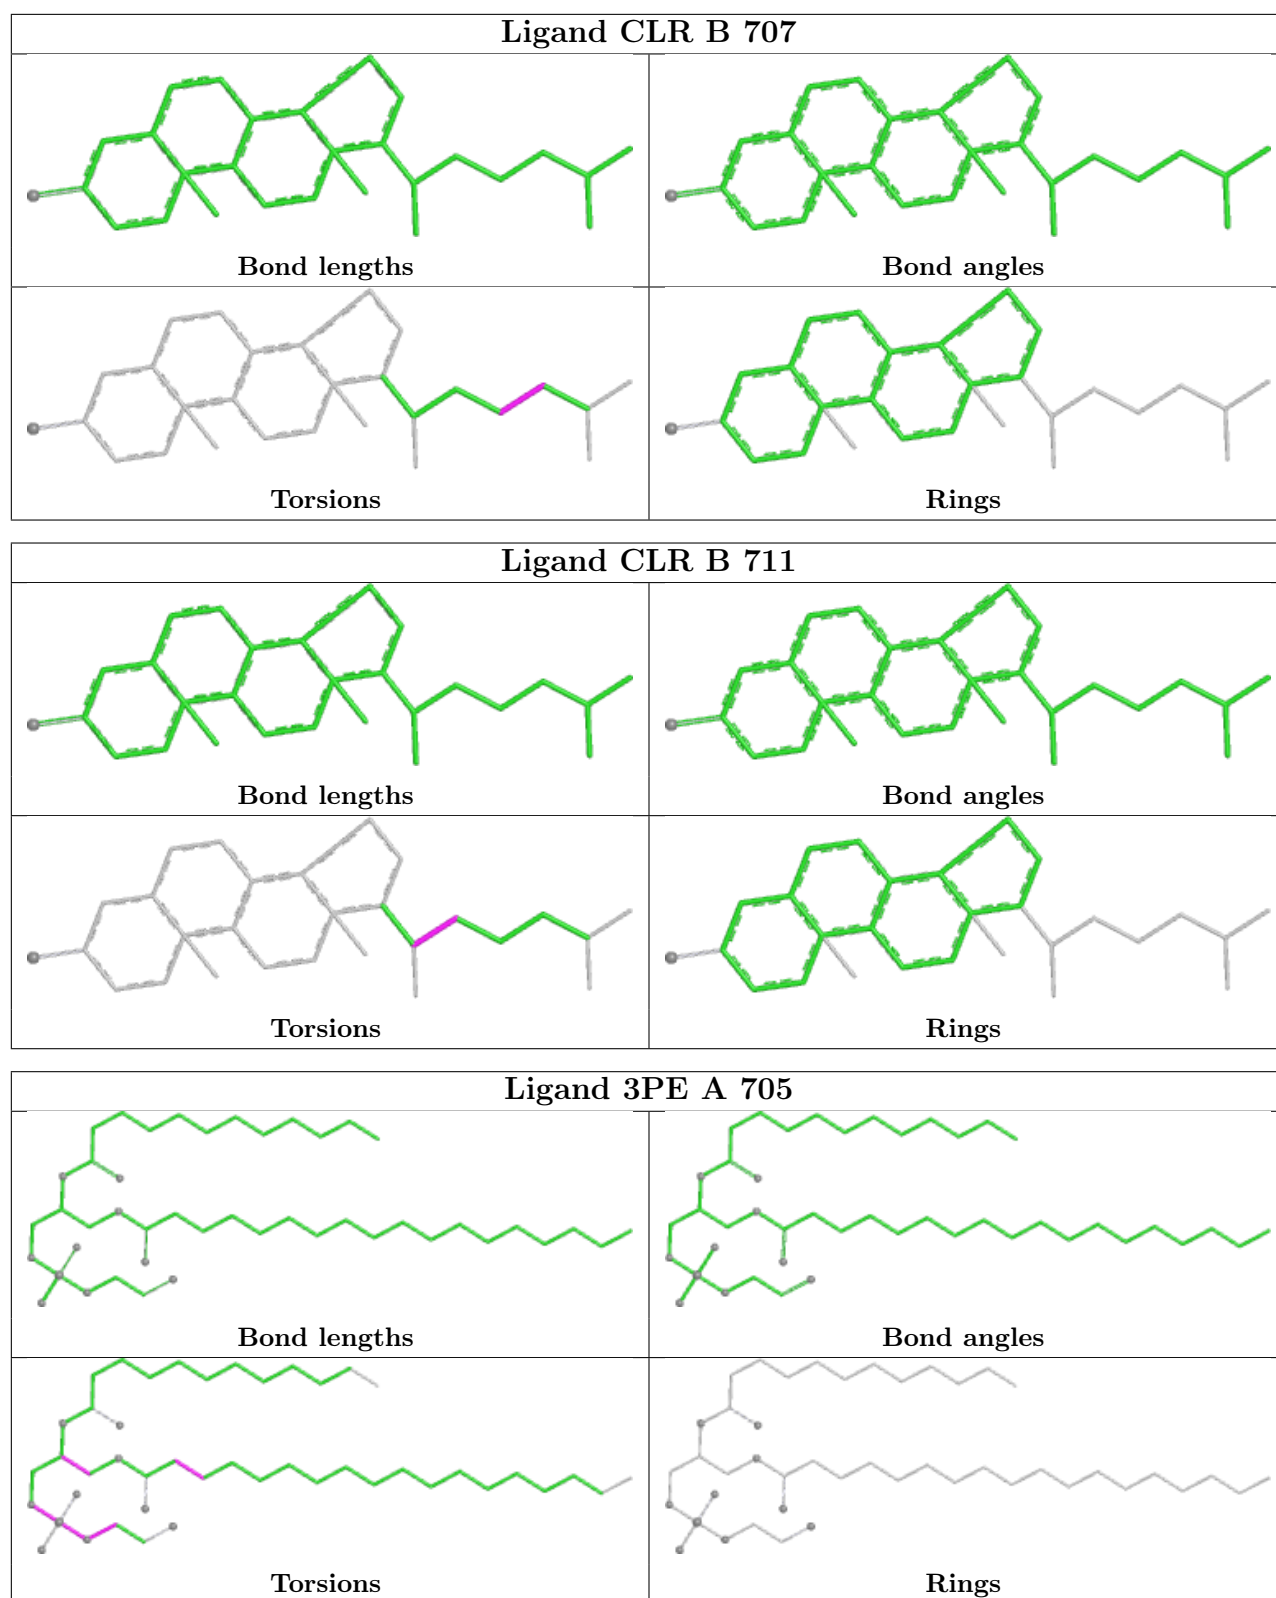 Ligand CLR B 707
Bond lengths
Bond angles
Torsions
Rings
Ligand CLR B 711
Bond lengths
Bond angles
Torsions
Rings
Ligand 3PE A 705
Bond lengths
Bond angles
Torsions
Rings